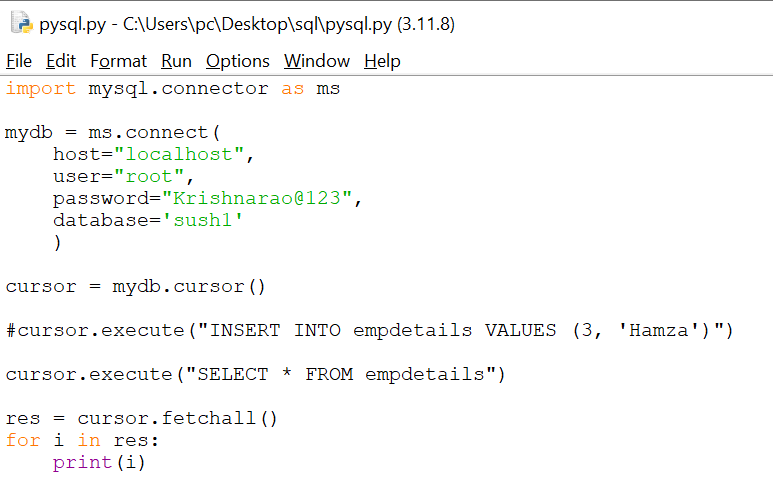 pysql.py - C:\Users\pc\Desktop\sql\pysql.py (3.11.8)
File Edit Format Run Options Window Help
import mysql.connector as ms
mydb = ms.connect(
    host="localhost",
    user="root",
    password="Krishnarao@123",
    database='sush1'
    )
cursor = mydb.cursor()
#cursor.execute("INSERT INTO empdetails VALUES (3, 'Hamza')")
cursor.execute("SELECT * FROM empdetails")
res = cursor.fetchall()
for i in res:
    print(i)